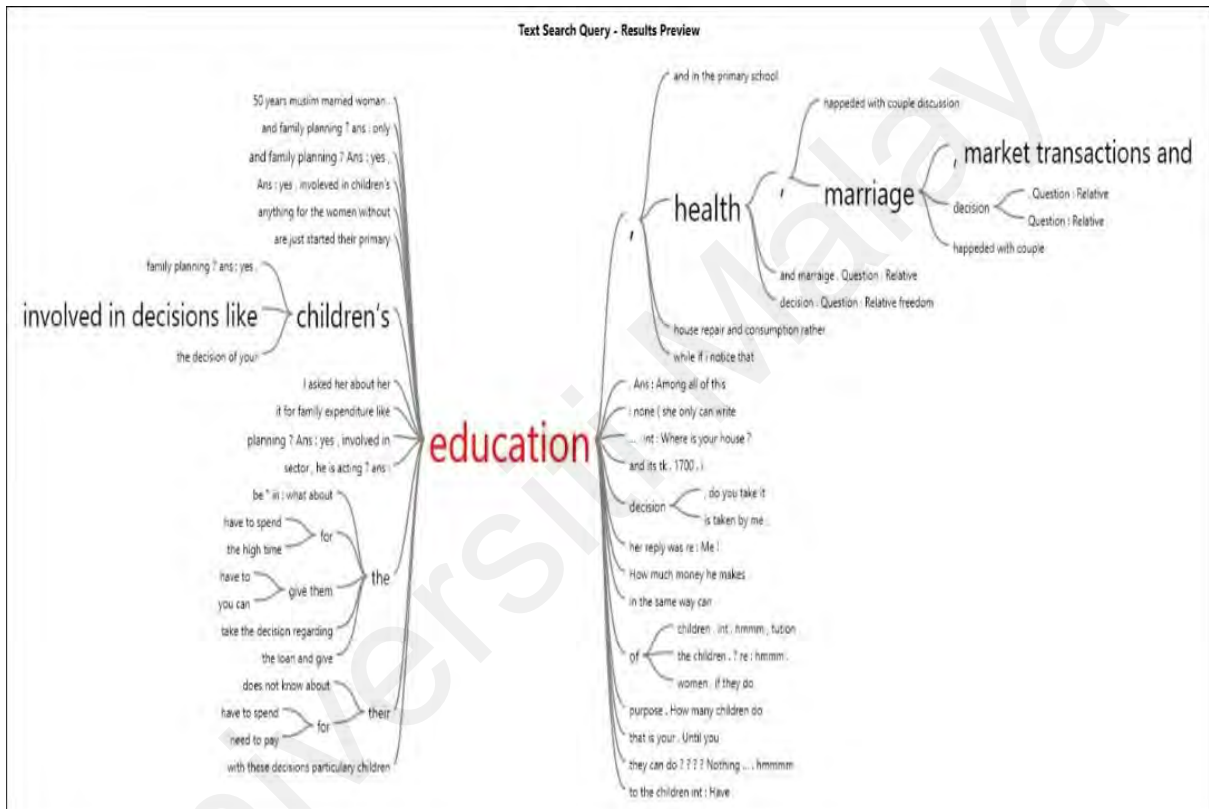 Text Search Query - Results Preview
50 years muslim married woman .
and family planning ? ans : only
and family planning ? Ans : yes ,
Ans : yes , involeved in children's
anything for the women without
are just started their primary
family planning ? ans : yes ,
involved in decisions like
children's
the decision of your
I asked her about her
it for family expenditure like
planning ? Ans : yes , involved in
sector , he is acting ? ans :
be " in : what about
have to spend
for
the high time
the
have to
give them
you can
take the decision regarding
the loan and give
does not know about
their
have to spend
for
need to pay
with these decisions particulary children
education
and in the primary school
,
health
,
happeded with couple discussion
marriage
, market transactions and
decision
. Question : Relative
Question : Relative
happeded with couple
and marraige . Question : Relative
decision . Question : Relative freedom
house repair and consumption rather
while if i notice that
. Ans : Among all of this
: none ( she only can write
... int : Where is your house ?
and its tk . 1700 . i
decision
, do you take it
is taken by me .
her reply was re : Me !
How much money he makes
in the same way can
of
children . int . hmmm , tution
the children . ? re : hmmm .
women . if they do
purpose . How many children do
that is your . Until you
they can do ? ? ? ? Nothing ... . hmmmm
to the children int : Have
Universiti Malaya